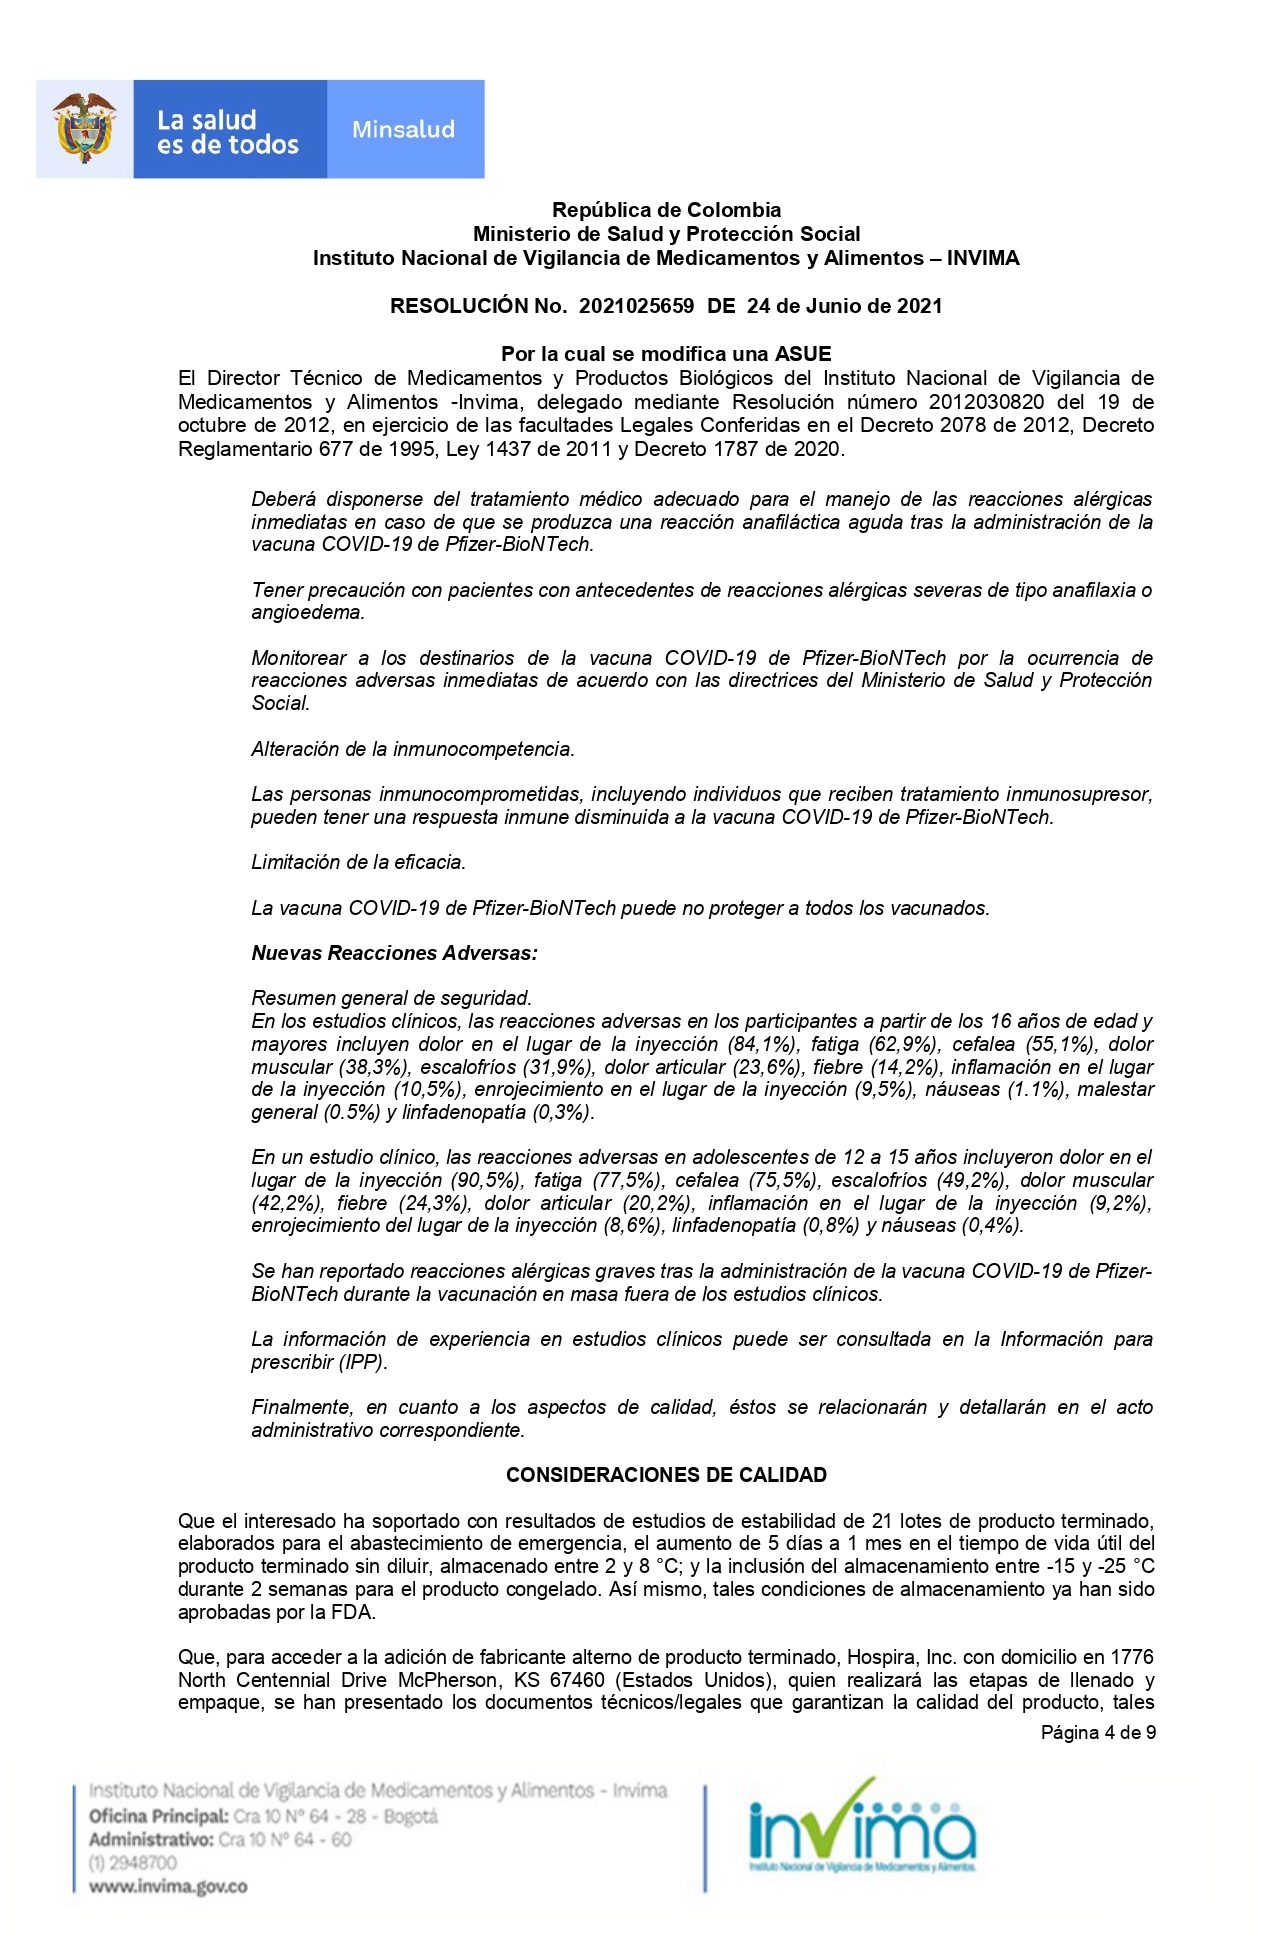 La salud
es de todos
Minsalud
República de Colombia
Ministerio de Salud y Protección Social
Instituto Nacional de Vigilancia de Medicamentos y Alimentos – INVIMA
RESOLUCIÓN No. 2021025659 DE 24 de Junio de 2021
Por la cual se modifica una ASUE
El Director Técnico de Medicamentos y Productos Biológicos del Instituto Nacional de Vigilancia de
Medicamentos y Alimentos -Invima, delegado mediante Resolución número 2012030820 del 19 de
octubre de 2012, en ejercicio de las facultades Legales Conferidas en el Decreto 2078 de 2012, Decreto
Reglamentario 677 de 1995, Ley 1437 de 2011 y Decreto 1787 de 2020.
Deberá disponerse del tratamiento médico adecuado para el manejo de las reacciones alérgicas
inmediatas en caso de que se produzca una reacción anafiláctica aguda tras la administración de la
vacuna COVID-19 de Pfizer-BioNTech.
Tener precaución con pacientes con antecedentes de reacciones alérgicas severas de tipo anafilaxia o
angioedema.
Monitorear a los destinarios de la vacuna COVID-19 de Pfizer-BioNTech por la ocurrencia de
reacciones adversas inmediatas de acuerdo con las directrices del Ministerio de Salud y Protección
Social.
Alteración de la inmunocompetencia.
Las personas inmunocomprometidas, incluyendo individuos que reciben tratamiento inmunosupresor,
pueden tener una respuesta inmune disminuida a la vacuna COVID-19 de Pfizer-BioNTech.
Limitación de la eficacia.
La vacuna COVID-19 de Pfizer-BioNTech puede no proteger a todos los vacunados.
Nuevas Reacciones Adversas:
Resumen general de seguridad.
En los estudios clínicos, las reacciones adversas en los participantes a partir de los 16 años de edad y
mayores incluyen dolor en el lugar de la inyección (84,1%), fatiga (62,9%), cefalea (55,1%), dolor
muscular (38,3%), escalofríos (31,9%), dolor articular (23,6%), fiebre (14,2%), inflamación en el lugar
de la inyección (10,5%), enrojecimiento en el lugar de la inyección (9,5%), náuseas (1.1%), malestar
general (0.5%) y linfadenopatía (0,3%).
En un estudio clínico, las reacciones adversas en adolescentes de 12 a 15 años incluyeron dolor en el
lugar de la inyección (90,5%), fatiga (77,5%), cefalea (75,5%), escalofríos (49,2%), dolor muscular
(42,2%), fiebre (24,3%), dolor articular (20,2%), inflamación en el lugar de la inyección (9,2%),
enrojecimiento del lugar de la inyección (8,6%), linfadenopatía (0,8%) y náuseas (0,4%).
Se han reportado reacciones alérgicas graves tras la administración de la vacuna COVID-19 de Pfizer-
BioNTech durante la vacunación en masa fuera de los estudios clínicos.
La información de experiencia en estudios clínicos puede ser consultada en la Información para
prescribir (IPP).
Finalmente, en cuanto a los aspectos de calidad, éstos se relacionarán y detallarán en el acto
administrativo correspondiente.
CONSIDERACIONES DE CALIDAD
Que el interesado ha soportado con resultados de estudios de estabilidad de 21 lotes de producto terminado,
elaborados para el abastecimiento de emergencia, el aumento de 5 días a 1 mes en el tiempo de vida útil del
producto terminado sin diluir, almacenado entre 2 y 8 °C; y la inclusión del almacenamiento entre -15 y -25 °C
durante 2 semanas para el producto congelado. Así mismo, tales condiciones de almacenamiento ya han sido
aprobadas por la FDA.
Que, para acceder a la adición de fabricante alterno de producto terminado, Hospira, Inc. con domicilio en 1776
North Centennial Drive McPherson, KS 67460 (Estados Unidos), quien realizará las etapas de llenado y
empaque, se han presentado los documentos técnicos/legales que garantizan la calidad del producto, tales
Página 4 de 9
Instituto Nacional de Vigilancia de Medicamentos y Alimentos - Invima
Oficina Principal: Cra 10 N° 64 - 28 - Bogotá
Administrativo: Cra 10 N° 64 - 60
(1) 2948700
www.invima.gov.co
invima
Instituto Nacional de Vigilancia de Medicamentos y Alimentos.